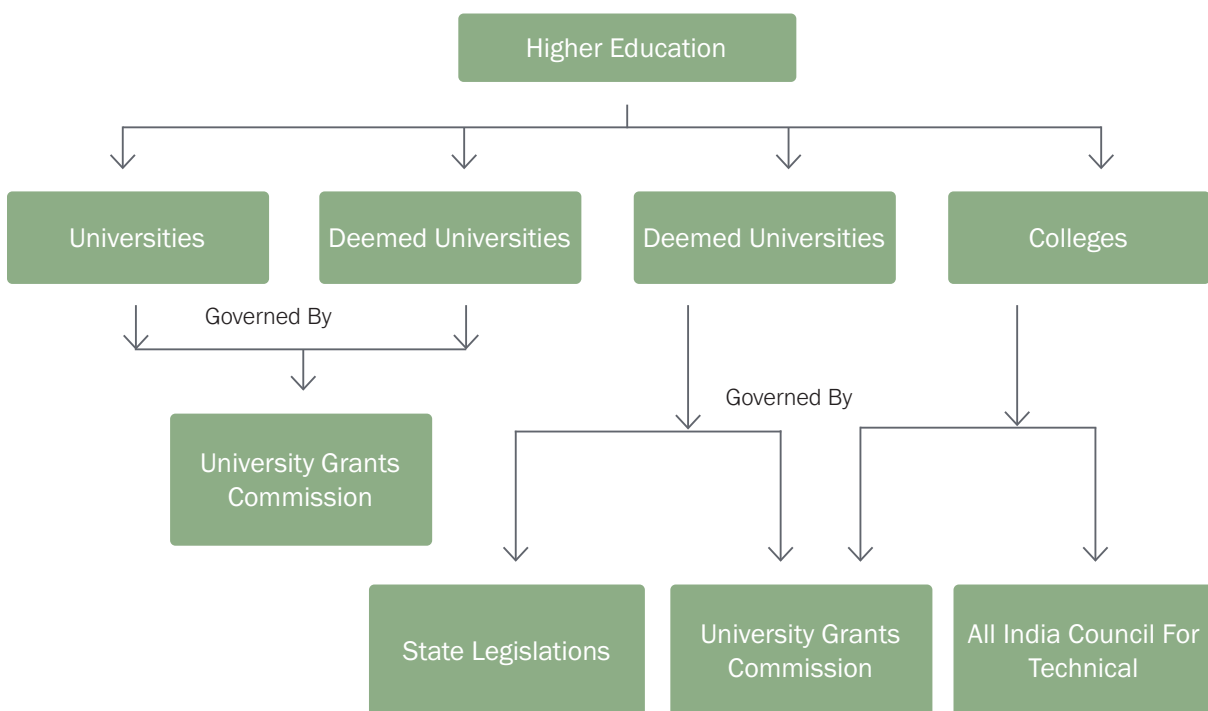 Higher Education
Universities
Deemed Universities
Deemed Universities
Colleges
Governed By
Governed By
University Grants
Commission
State Legislations
University Grants
Commission
All India Council For
Technical